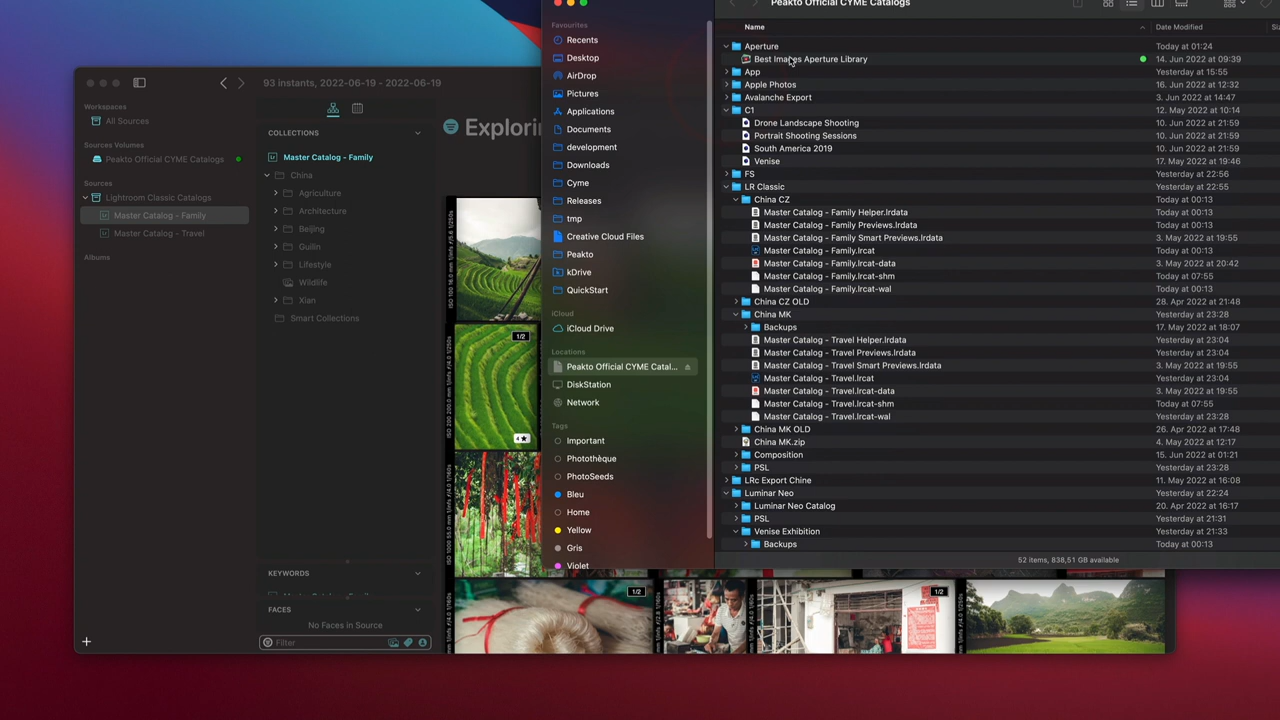 Peakto Official CYME Catalogs
Name
Date Modified
Favourites
Recents
Desktop
AirDrop
Pictures
Applications
Documents
development
Downloads
Cyme
Releases
tmp
Creative Cloud Files
Peakto
kDrive
QuickStart
iCloud
iCloud Drive
Locations
Peakto Official CYME Catal...
DiskStation
Network
Tags
Important
Photothèque
PhotoSeeds
Bleu
Home
Yellow
Gris
Violet
Aperture Today at 01:24
Best Images Aperture Library 14. Jun 2022 at 09:39
App Yesterday at 15:55
Apple Photos 16. Jun 2022 at 12:32
Avalanche Export 3. Jun 2022 at 14:47
C1 12. May 2022 at 10:14
Drone Landscape Shooting 10. Jun 2022 at 21:59
Portrait Shooting Sessions 10. Jun 2022 at 21:59
South America 2019 10. Jun 2022 at 21:59
Venise 17. May 2022 at 19:46
FS Yesterday at 22:56
LR Classic Yesterday at 22:55
China CZ Today at 00:13
Master Catalog - Family Helper.lrdata Today at 00:13
Master Catalog - Family Previews.lrdata Today at 00:13
Master Catalog - Family Smart Previews.lrdata 3. May 2022 at 19:55
Master Catalog - Family.lrcat Today at 00:13
Master Catalog - Family.lrcat-data 3. May 2022 at 20:42
Master Catalog - Family.lrcat-shm Today at 07:55
Master Catalog - Family.lrcat-wal Today at 00:13
China CZ OLD 28. Apr 2022 at 21:48
China MK Yesterday at 23:28
Backups 17. May 2022 at 18:07
Master Catalog - Travel Helper.lrdata Yesterday at 23:04
Master Catalog - Travel Previews.lrdata Yesterday at 23:04
Master Catalog - Travel Smart Previews.lrdata 3. May 2022 at 19:55
Master Catalog - Travel.lrcat Yesterday at 23:04
Master Catalog - Travel.lrcat-data 3. May 2022 at 19:55
Master Catalog - Travel.lrcat-shm Today at 07:55
Master Catalog - Travel.lrcat-wal Yesterday at 23:28
China MK OLD 26. Apr 2022 at 17:48
China MK.zip 4. May 2022 at 12:17
Composition 15. Jun 2022 at 01:21
PSL Yesterday at 23:28
LRc Export Chine 11. May 2022 at 16:08
Luminar Neo Yesterday at 22:24
Luminar Neo Catalog 20. Apr 2022 at 16:17
PSL Yesterday at 21:31
Venise Exhibition Yesterday at 21:33
Backups Today at 00:13
52 items, 838,51 GB available
93 instants, 2022-06-19 - 2022-06-19
Workspaces
All Sources
Sources Volumes
Peakto Official CYME Catalogs
Sources
Lightroom Classic Catalogs
Master Catalog - Family
Master Catalog - Travel
Albums
COLLECTIONS
Master Catalog - Family
China
Agriculture
Architecture
Beijing
Guilin
Lifestyle
Wildlife
Xian
Smart Collections
KEYWORDS
FACES
No Faces in Source
Filter
1/2
1/2
1/2